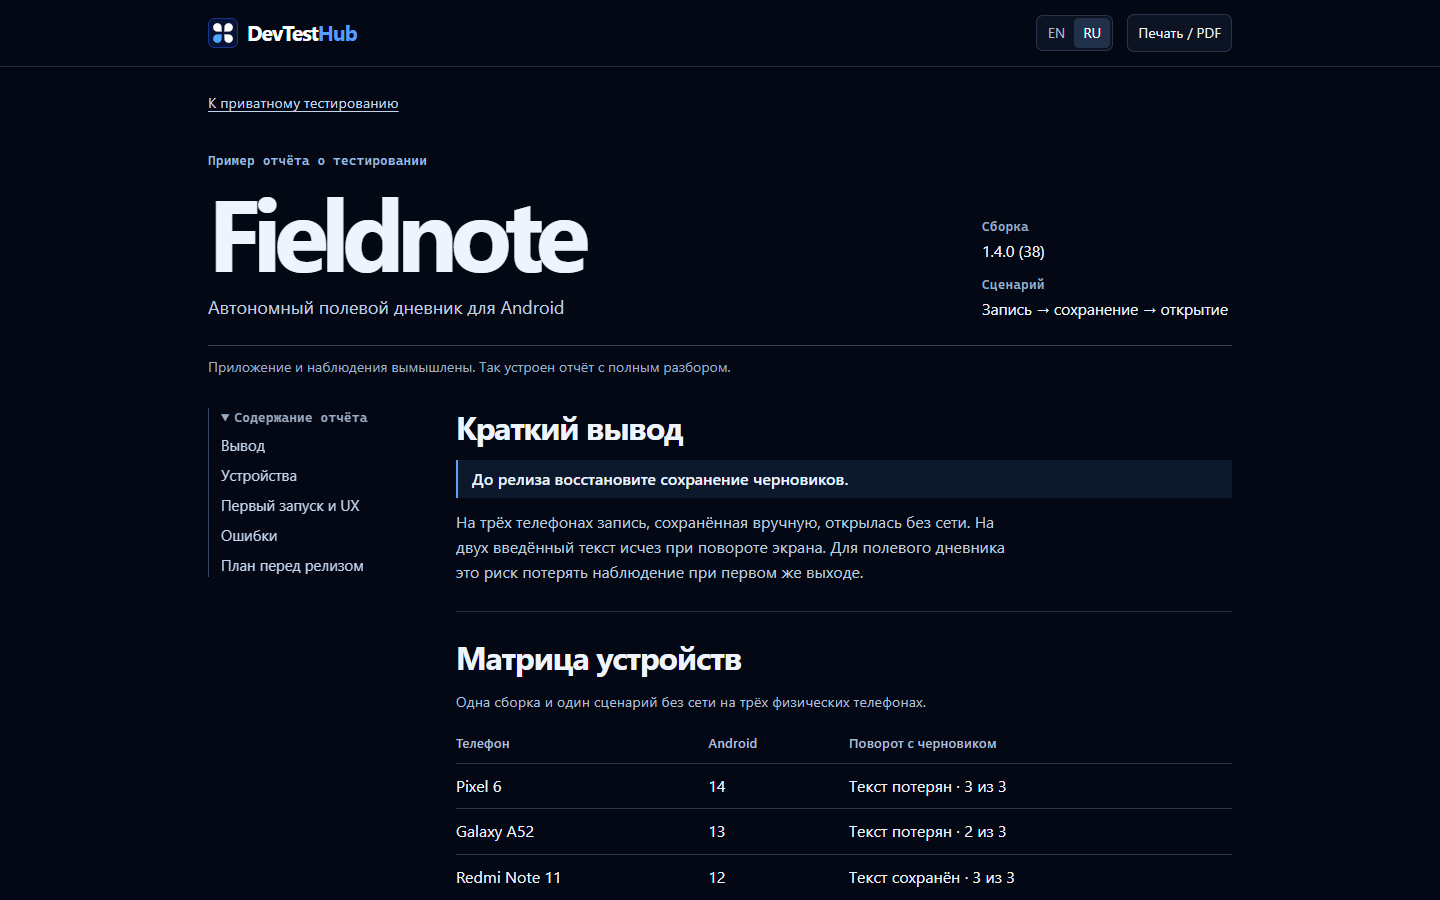 DevTestHub
EN RU Печать / PDF
К приватному тестированию
Пример отчёта о тестировании
Fieldnote
Автономный полевой дневник для Android
Сборка
1.4.0 (38)
Сценарий
Запись → сохранение → открытие
Приложение и наблюдения вымышлены. Так устроен отчёт с полным разбором.
▼ Содержание отчёта
Вывод
Устройства
Первый запуск и UX
Ошибки
План перед релизом
Краткий вывод
До релиза восстановите сохранение черновиков.
На трёх телефонах запись, сохранённая вручную, открылась без сети. На
двух введённый текст исчез при повороте экрана. Для полевого дневника
это риск потерять наблюдение при первом же выходе.
Матрица устройств
Одна сборка и один сценарий без сети на трёх физических телефонах.
Телефон Android Поворот с черновиком
Pixel 6 14 Текст потерян · 3 из 3
Galaxy A52 13 Текст потерян · 2 из 3
Redmi Note 11 12 Текст сохранён · 3 из 3